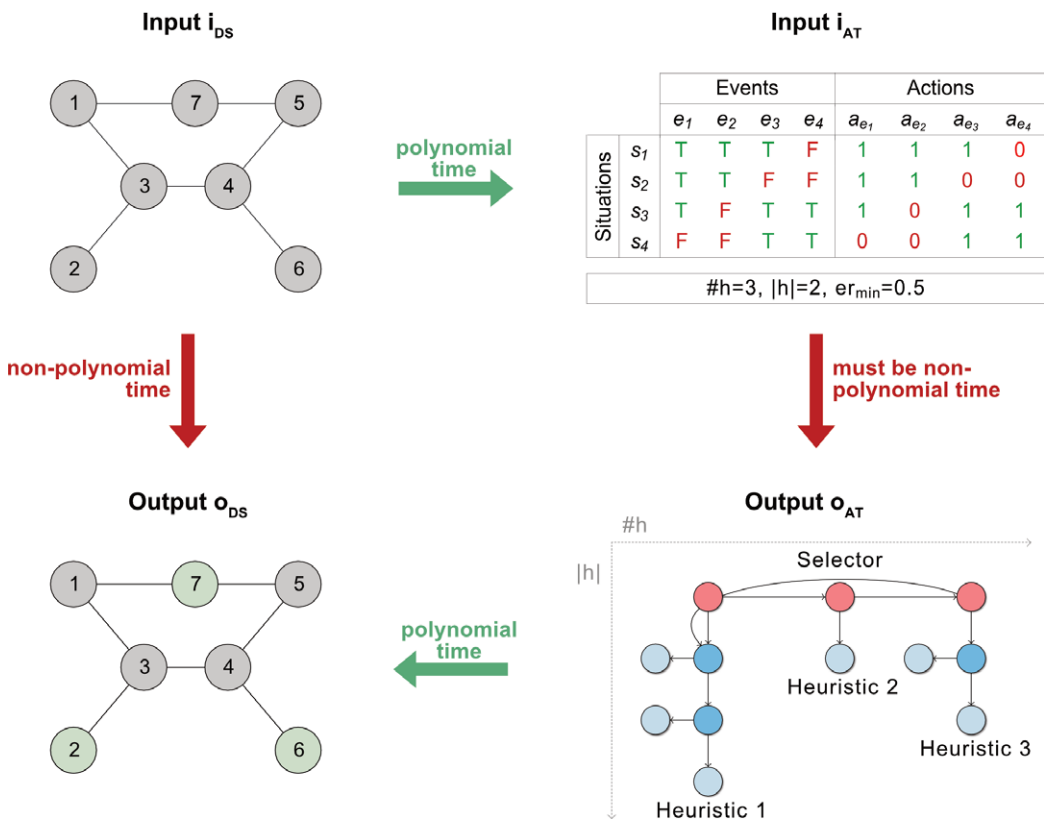 Input i_DS
Input i_AT
1
7
5
3
4
2
6
polynomial
time
Events Actions
e₁ e₂ e₃ e₄ a_e₁ a_e₂ a_e₃ a_e₄
Situations
s₁ T T T F 1 1 1 0
s₂ T T F F 1 1 0 0
s₃ T F T T 1 0 1 1
s₄ F F T T 0 0 1 1
#h=3, |h|=2, er_min=0.5
non-polynomial
time
must be non-
polynomial time
Output o_DS
Output o_AT
1
7
5
3
4
2
6
polynomial
time
#h
|h|
Selector
Heuristic 2
Heuristic 3
Heuristic 1